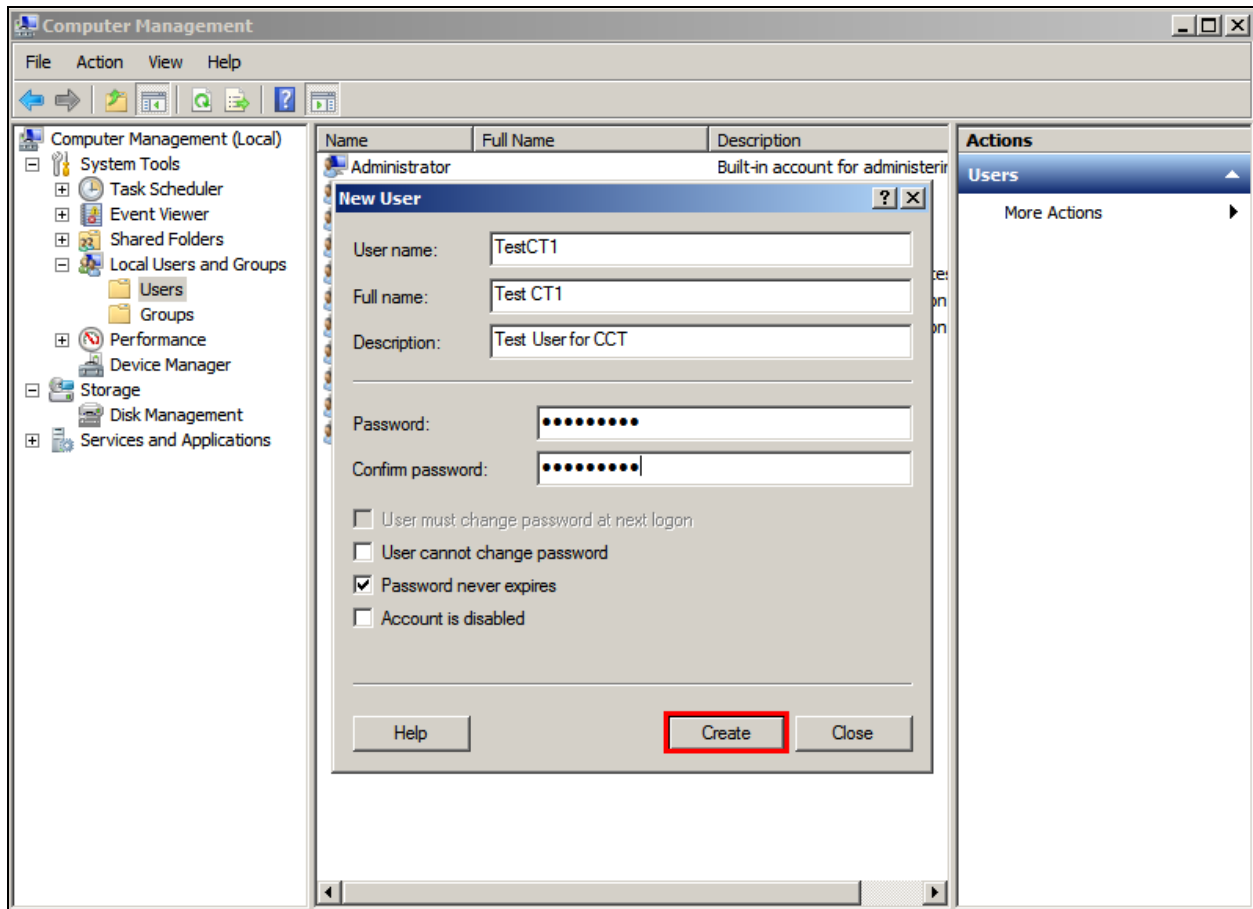 Computer Management
File Action View Help
Computer Management (Local)
System Tools
Task Scheduler
Event Viewer
Shared Folders
Local Users and Groups
Users
Groups
Performance
Device Manager
Storage
Disk Management
Services and Applications
Name Full Name Description
Administrator Built-in account for administerin
New User
User name: TestCT1
Full name: Test CT1
Description: Test User for CCT
Password: •••••••••
Confirm password: •••••••••
User must change password at next logon
User cannot change password
Password never expires
Account is disabled
Help Create Close
Actions
Users
More Actions